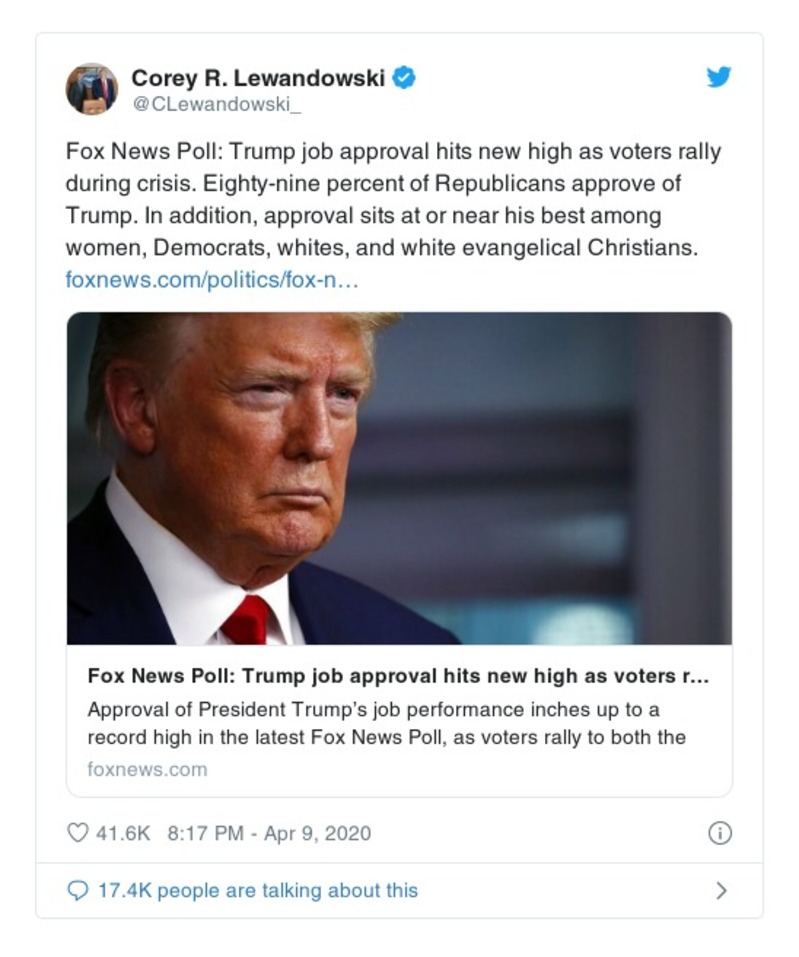 Corey R. Lewandowski
@CLewandowski_
Fox News Poll: Trump job approval hits new high as voters rally
during crisis. Eighty-nine percent of Republicans approve of
Trump. In addition, approval sits at or near his best among
women, Democrats, whites, and white evangelical Christians.
foxnews.com/politics/fox-n…
Fox News Poll: Trump job approval hits new high as voters r…
Approval of President Trump’s job performance inches up to a
record high in the latest Fox News Poll, as voters rally to both the
foxnews.com
41.6K 8:17 PM - Apr 9, 2020
17.4K people are talking about this